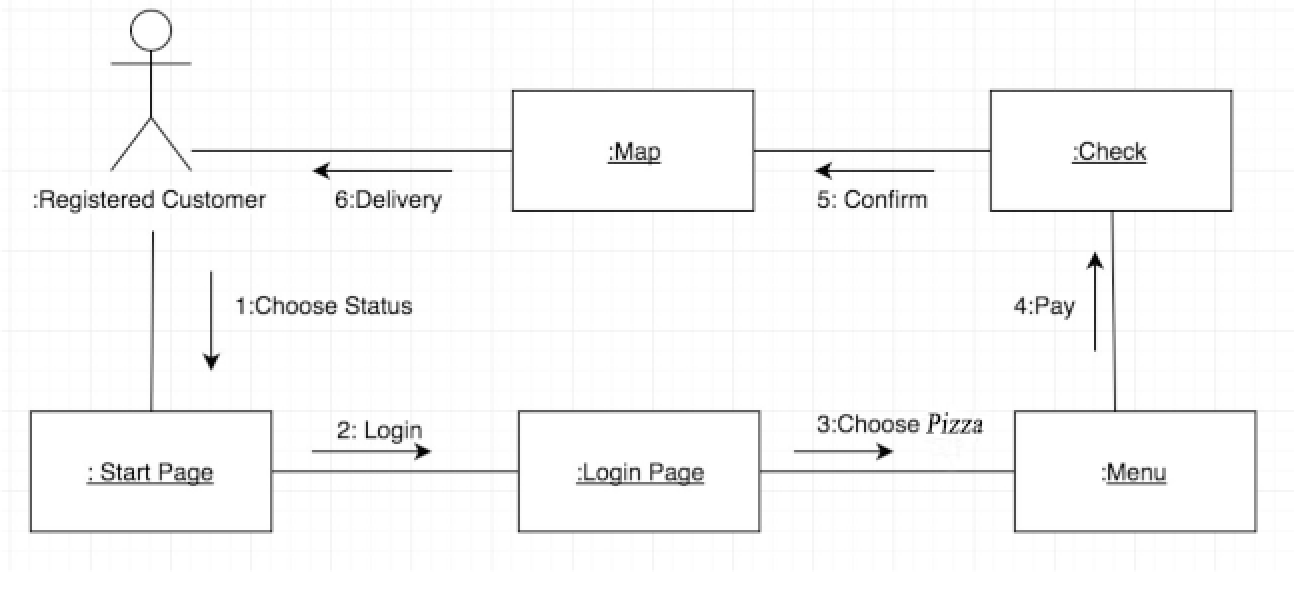 :Map
:Check
:Registered Customer
6:Delivery
5: Confirm
1:Choose Status
4:Pay
2: Login
3:Choose Pizza
: Start Page
:Login Page
:Menu